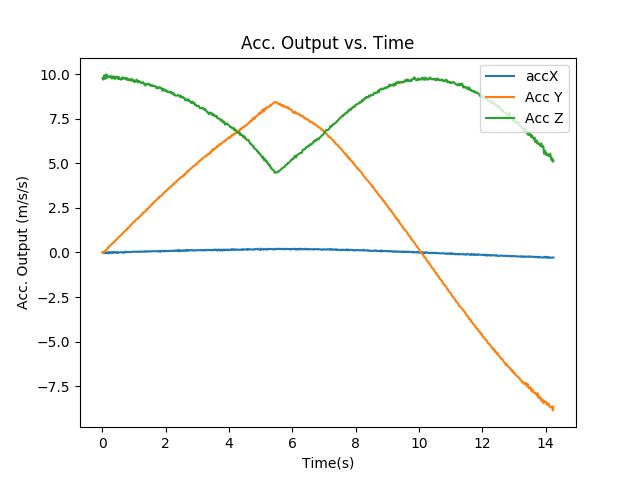 Acc. Output vs. Time
Acc. Output (m/s/s)
10.0
7.5
5.0
2.5
0.0
−2.5
−5.0
−7.5
accX
Acc Y
Acc Z
0 2 4 6 8 10 12 14
Time(s)